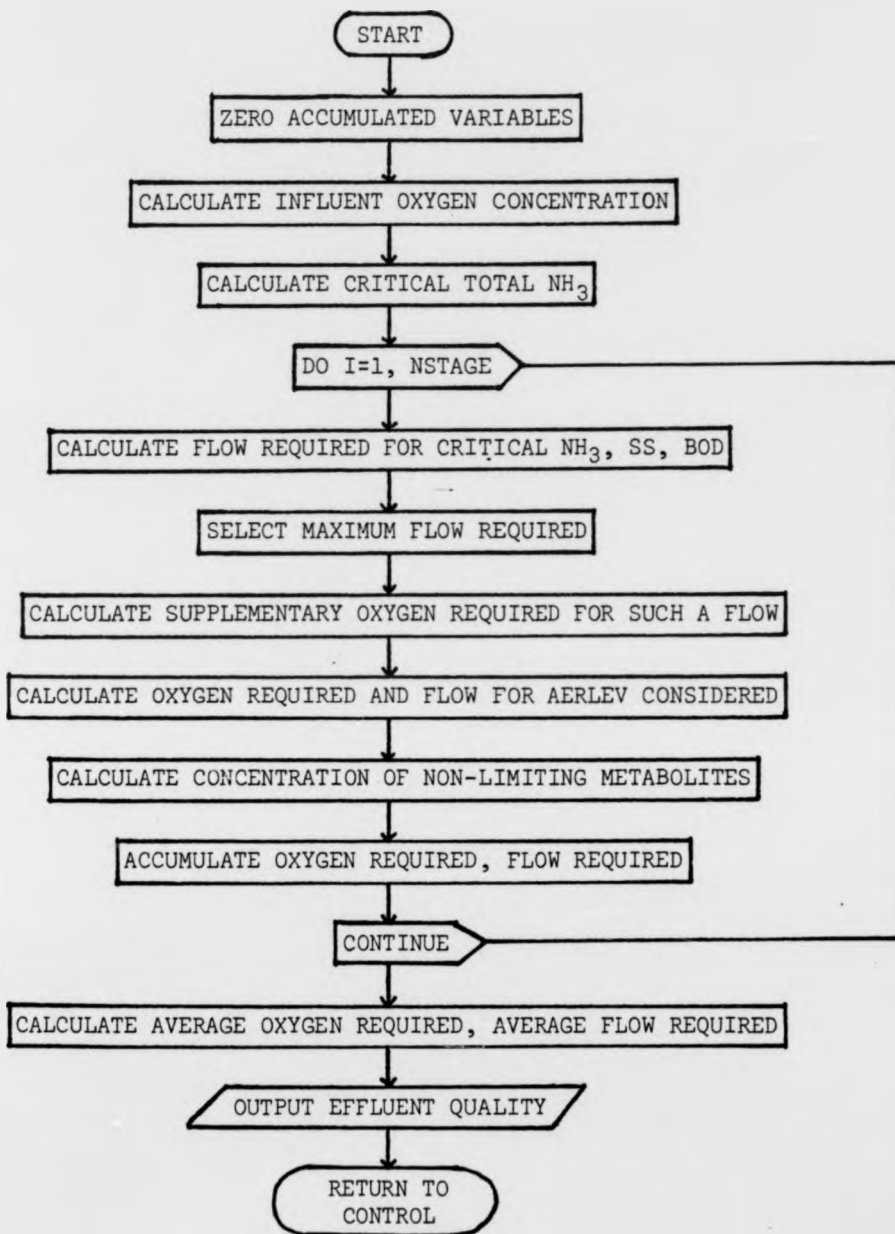 START
ZERO ACCUMULATED VARIABLES
CALCULATE INFLUENT OXYGEN CONCENTRATION
CALCULATE CRITICAL TOTAL NH₃
DO I=1, NSTAGE
CALCULATE FLOW REQUIRED FOR CRITICAL NH₃, SS, BOD
SELECT MAXIMUM FLOW REQUIRED
CALCULATE SUPPLEMENTARY OXYGEN REQUIRED FOR SUCH A FLOW
CALCULATE OXYGEN REQUIRED AND FLOW FOR AERLEV CONSIDERED
CALCULATE CONCENTRATION OF NON-LIMITING METABOLITES
ACCUMULATE OXYGEN REQUIRED, FLOW REQUIRED
CONTINUE
CALCULATE AVERAGE OXYGEN REQUIRED, AVERAGE FLOW REQUIRED
OUTPUT EFFLUENT QUALITY
RETURN TO
CONTROL